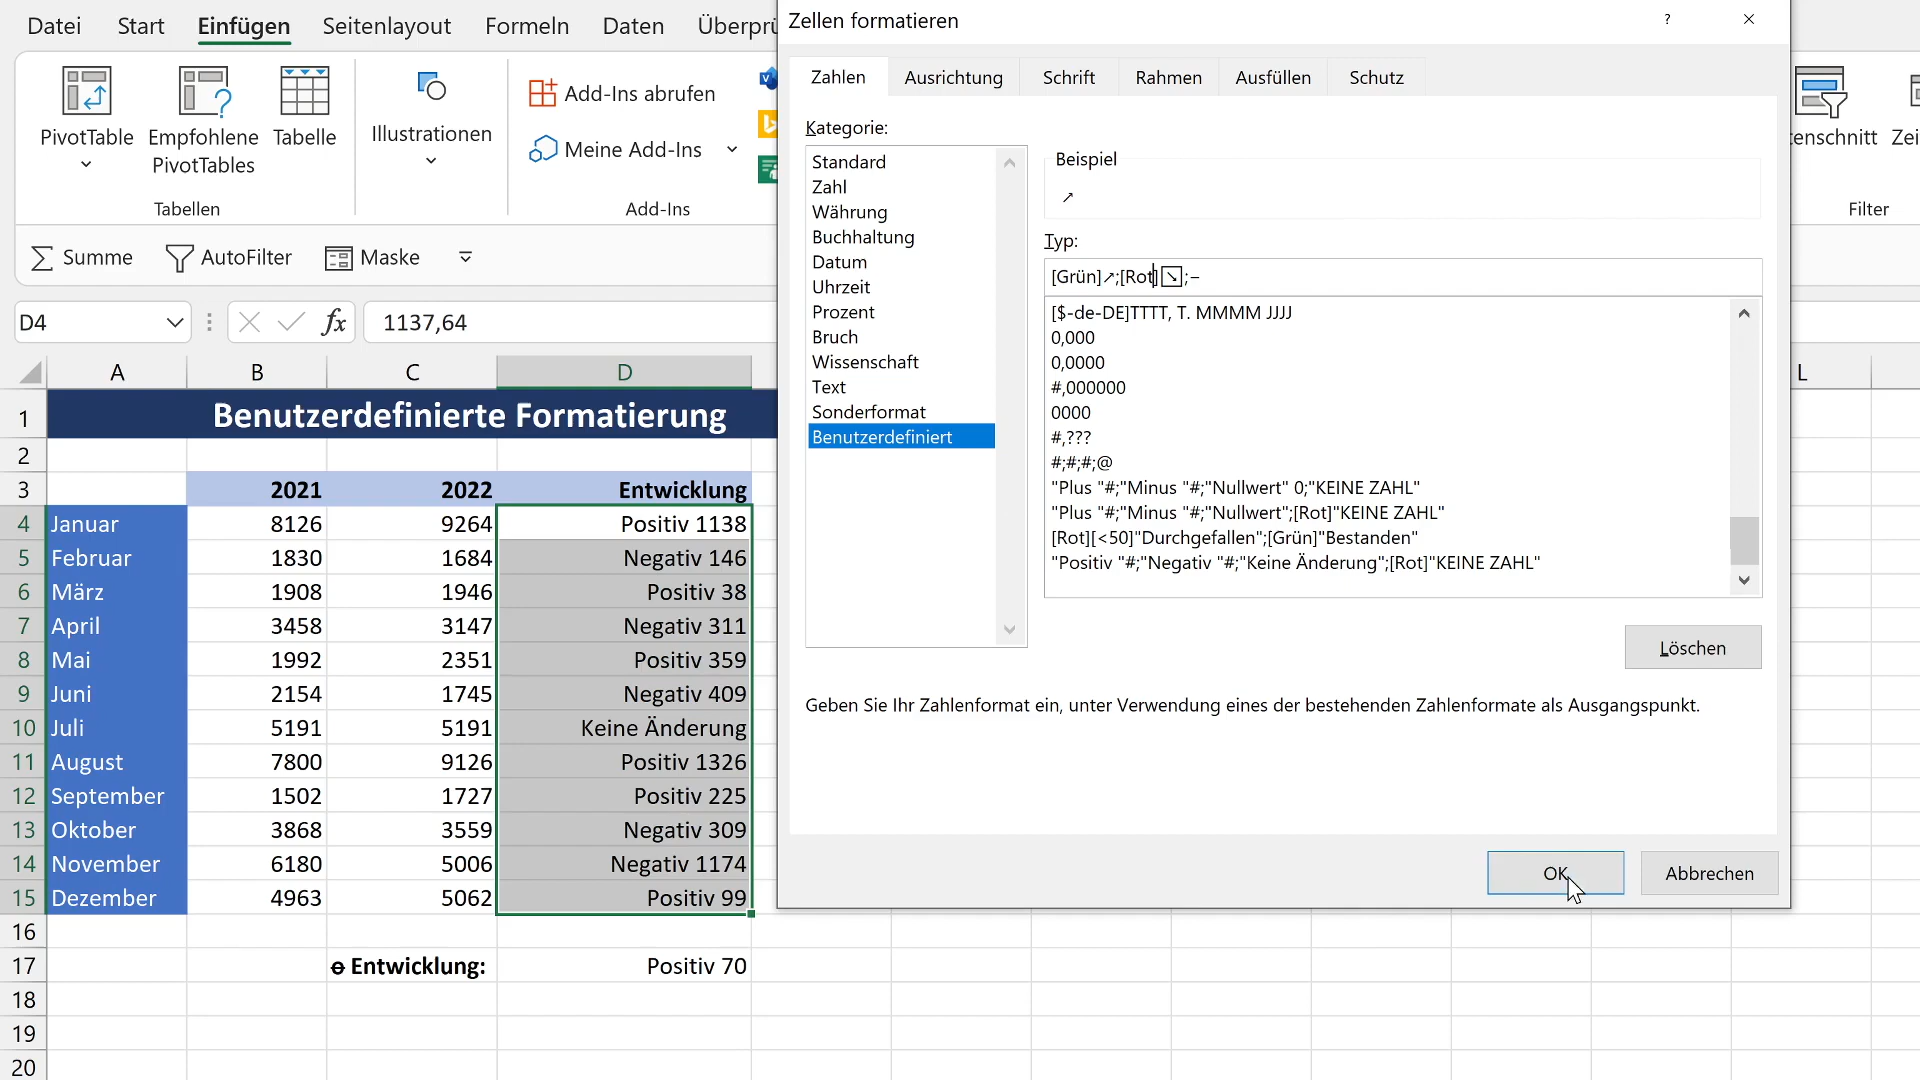 Datei Start Einfügen Seitenlayout Formeln Daten
PivotTable
Empfohlene
PivotTables
Tabelle
Tabellen
Illustrationen
Add-Ins abrufen
Meine Add-Ins
Add-Ins
Filter
Summe AutoFilter Maske
D4 fx 1137,64
A B C D L
1 Benutzerdefinierte Formatierung
2
3 2021 2022 Entwicklung
4 Januar 8126 9264 Positiv 1138
5 Februar 1830 1684 Negativ 146
6 März 1908 1946 Positiv 38
7 April 3458 3147 Negativ 311
8 Mai 1992 2351 Positiv 359
9 Juni 2154 1745 Negativ 409
10 Juli 5191 5191 Keine Änderung
11 August 7800 9126 Positiv 1326
12 September 1502 1727 Positiv 225
13 Oktober 3868 3559 Negativ 309
14 November 6180 5006 Negativ 1174
15 Dezember 4963 5062 Positiv 99
16
17 ɵ Entwicklung: Positiv 70
18
19
20
Zellen formatieren ? ×
Zahlen Ausrichtung Schrift Rahmen Ausfüllen Schutz
Kategorie:
Standard
Zahl
Währung
Buchhaltung
Datum
Uhrzeit
Prozent
Bruch
Wissenschaft
Text
Sonderformat
Benutzerdefiniert
Beispiel
↗
Typ:
[Grün]↗;[Rot]↘;–
[$-de-DE]TTTT, T. MMMM JJJJ
0,000
0,0000
#,000000
0000
#,???
#;#;#;@
"Plus "#;"Minus "#;"Nullwert" 0;"KEINE ZAHL"
"Plus "#;"Minus "#;"Nullwert";[Rot]"KEINE ZAHL"
[Rot][<50]"Durchgefallen";[Grün]"Bestanden"
"Positiv "#;"Negativ "#;"Keine Änderung";[Rot]"KEINE ZAHL"
Löschen
Geben Sie Ihr Zahlenformat ein, unter Verwendung eines der bestehenden Zahlenformate als Ausgangspunkt.
OK Abbrechen